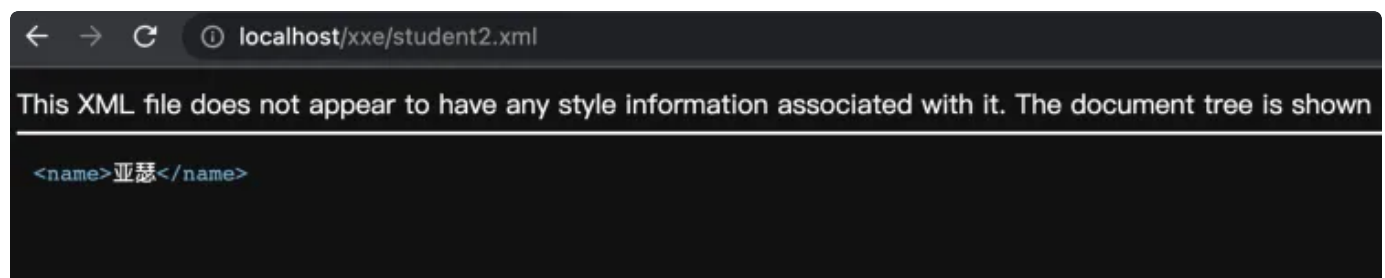 localhost/xxe/student2.xml
This XML file does not appear to have any style information associated with it. The document tree is shown
<name>亚瑟</name>